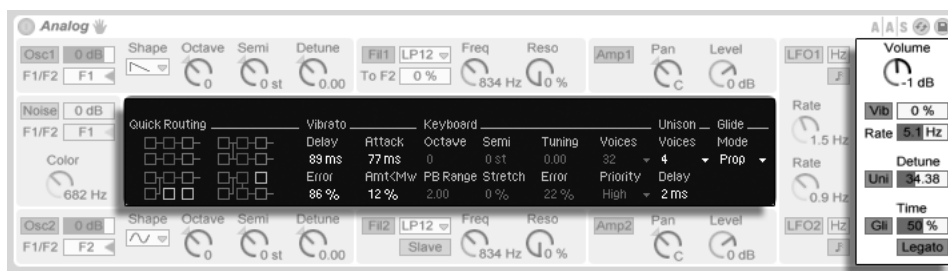 Analog AAS
Osc1 0 dB Shape Octave Semi Detune Fil1 LP12 Freq Reso Amp1 Pan Level LFO1 Hz Volume
F1/F2 F1 0 0 st 0.00 To F2 0 % 834 Hz 0 % C 0 dB -1 dB
Noise 0 dB Rate Vib 0 %
F1/F2 F1 1.5 Hz Rate 5.1 Hz
Color Rate Detune
682 Hz 0.9 Hz Uni 34.38
Quick Routing Vibrato Keyboard Unison Glide
Delay Attack Octave Semi Tuning Voices Voices Mode
89 ms 77 ms 0 0 st 0.00 32 4 Prop
Error Amt<Mw PB Range Stretch Error Priority Delay
86 % 12 % 2.00 0 % 22 % High 2 ms
Osc2 0 dB Shape Octave Semi Detune Fil2 LP12 Freq Reso Amp2 Pan Level LFO2 Hz Time
Gli 50 %
F1/F2 F2 0 0 st 0.00 Slave 834 Hz 0 % C 0 dB Legato